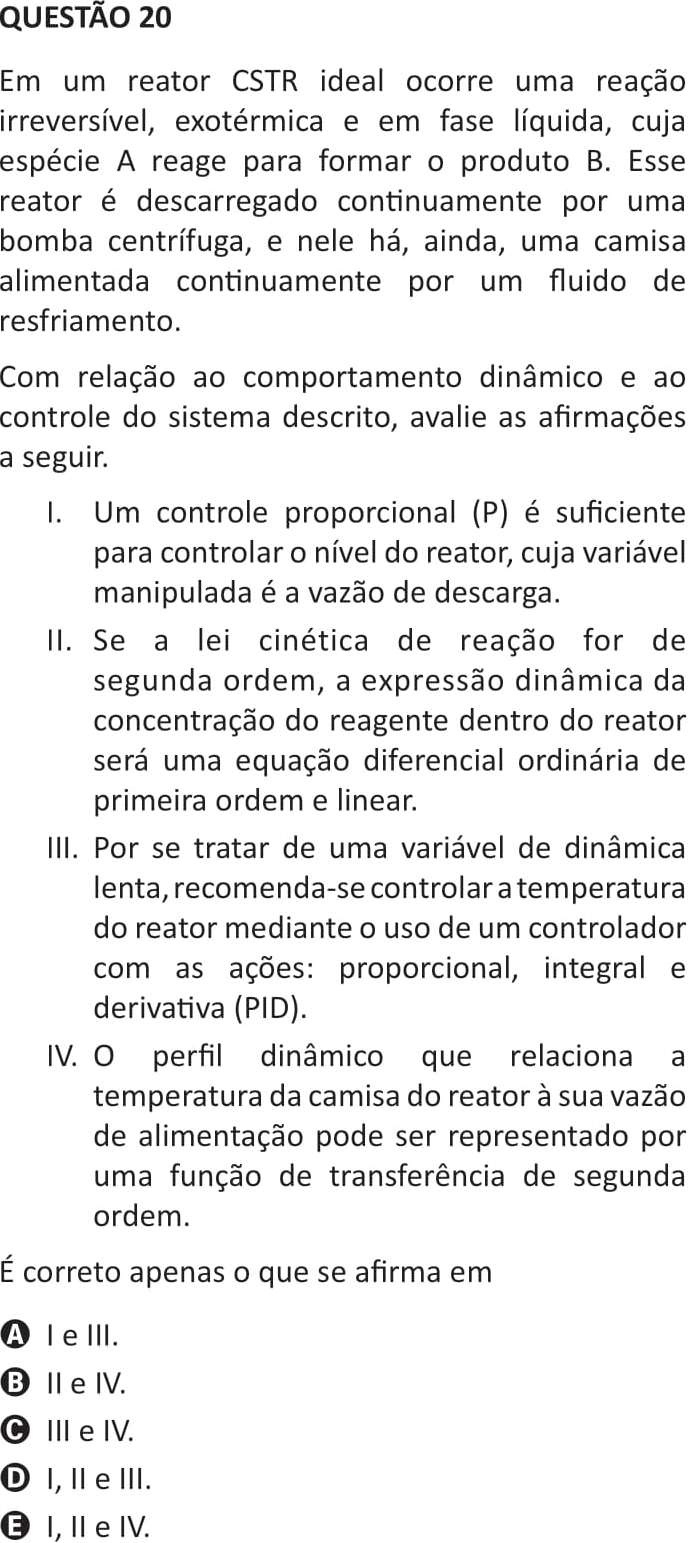 QUESTÃO 20
Em um reator CSTR ideal ocorre uma reação
irreversível, exotérmica e em fase líquida, cuja
espécie A reage para formar o produto B. Esse
reator é descarregado continuamente por uma
bomba centrífuga, e nele há, ainda, uma camisa
alimentada continuamente por um fluido de
resfriamento.
Com relação ao comportamento dinâmico e ao
controle do sistema descrito, avalie as afirmações
a seguir.
I. Um controle proporcional (P) é suficiente
para controlar o nível do reator, cuja variável
manipulada é a vazão de descarga.
II. Se a lei cinética de reação for de
segunda ordem, a expressão dinâmica da
concentração do reagente dentro do reator
será uma equação diferencial ordinária de
primeira ordem e linear.
III. Por se tratar de uma variável de dinâmica
lenta, recomenda-se controlar a temperatura
do reator mediante o uso de um controlador
com as ações: proporcional, integral e
derivativa (PID).
IV. O perfil dinâmico que relaciona a
temperatura da camisa do reator à sua vazão
de alimentação pode ser representado por
uma função de transferência de segunda
ordem.
É correto apenas o que se afirma em
A I e III.
B II e IV.
C III e IV.
D I, II e III.
E I, II e IV.